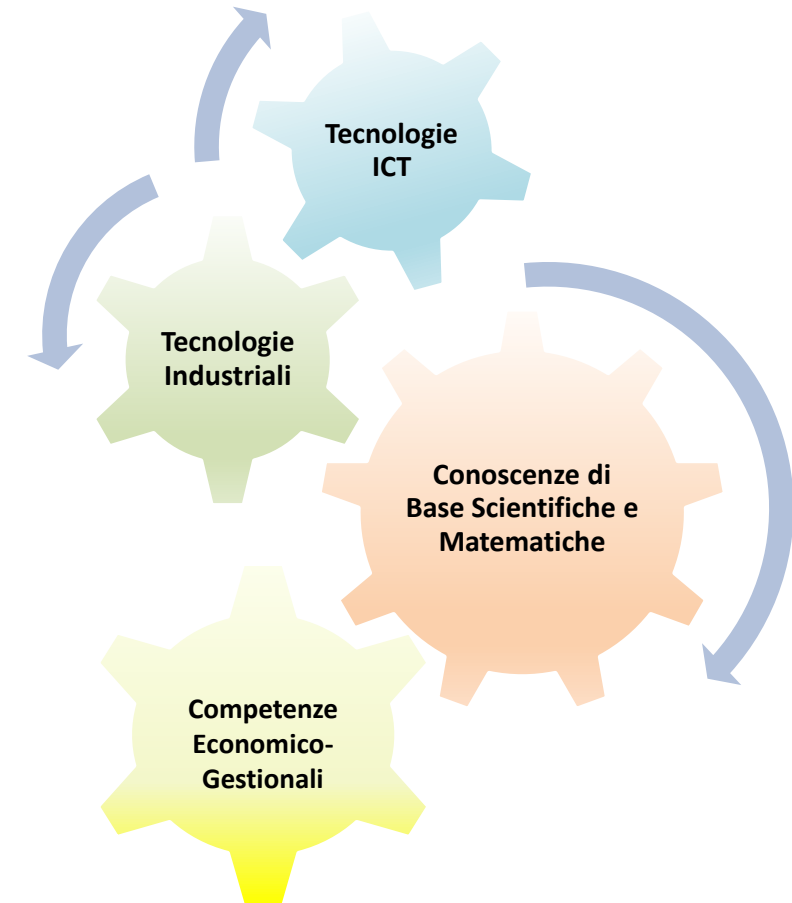 Tecnologie
ICT
Tecnologie
Industriali
Conoscenze di
Base Scientifiche e
Matematiche
Competenze
Economico-
Gestionali